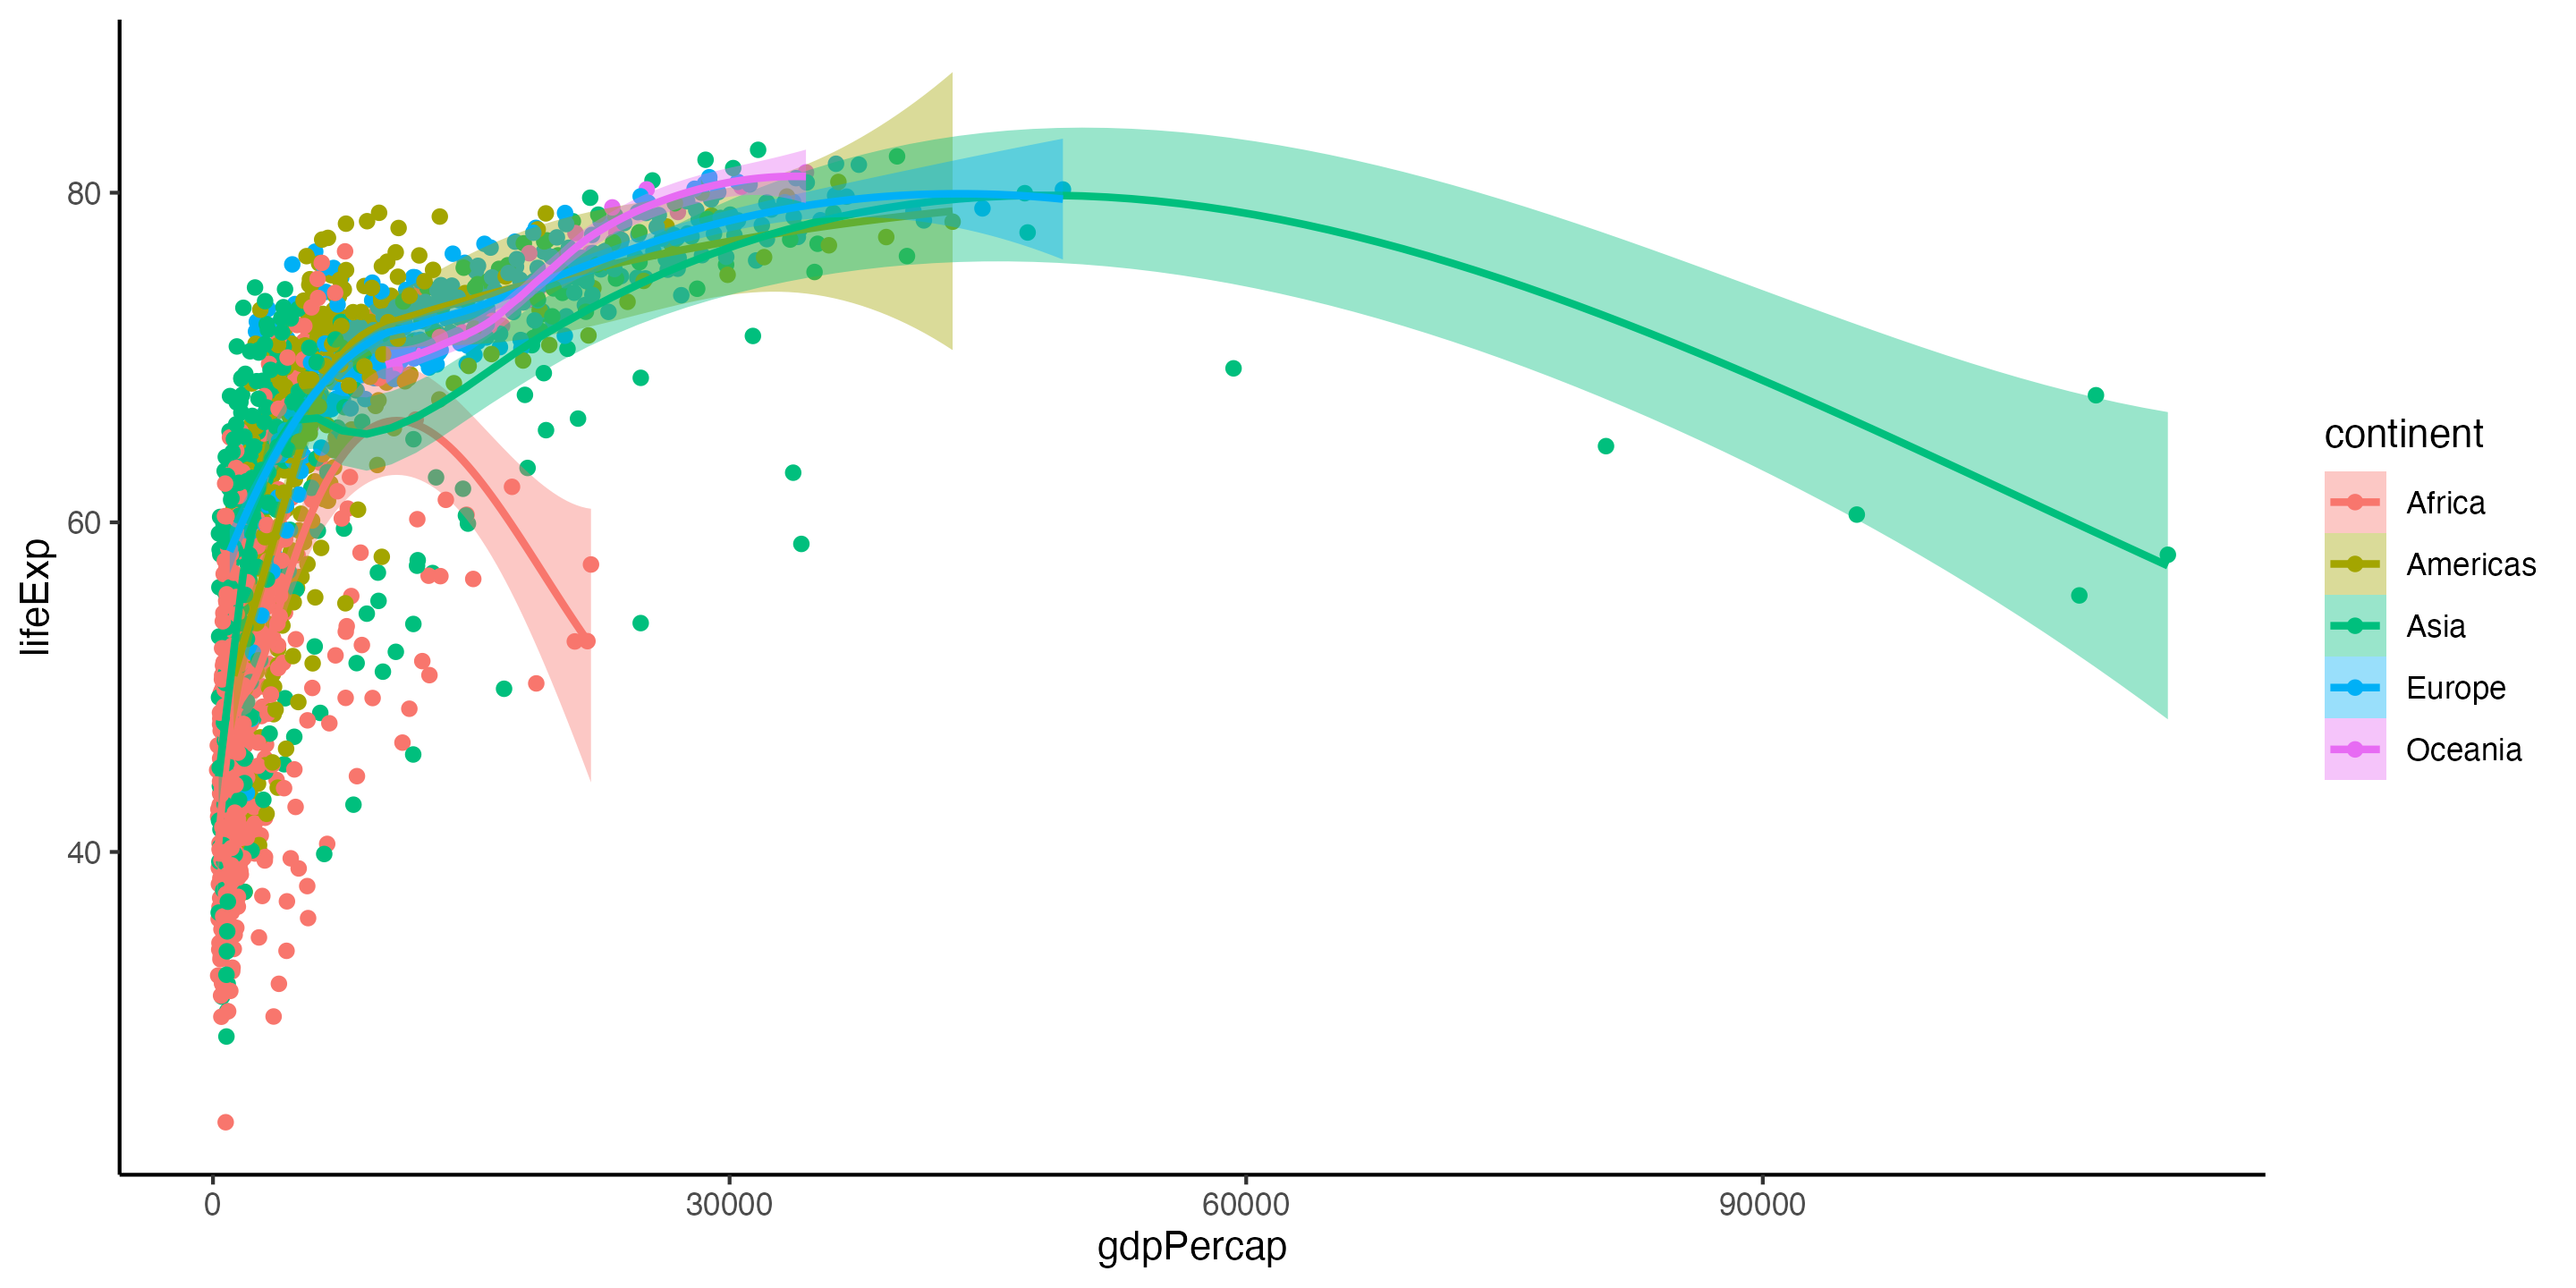 80
60
40
lifeExp
0 30000 60000 90000
gdpPercap
continent
Africa
Americas
Asia
Europe
Oceania